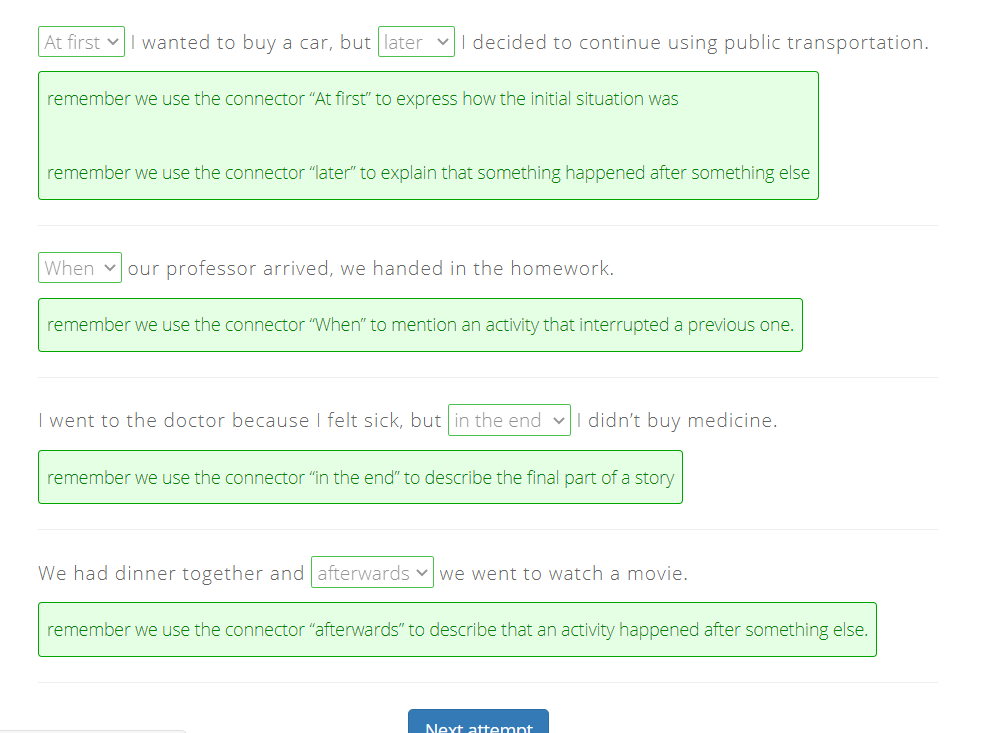 At first I wanted to buy a car, but later I decided to continue using public transportation.
remember we use the connector “At first” to express how the initial situation was
remember we use the connector “later” to explain that something happened after something else
When our professor arrived, we handed in the homework.
remember we use the connector “When” to mention an activity that interrupted a previous one.
I went to the doctor because I felt sick, but in the end I didn’t buy medicine.
remember we use the connector “in the end” to describe the final part of a story
We had dinner together and afterwards we went to watch a movie.
remember we use the connector “afterwards” to describe that an activity happened after something else.
Next attempt